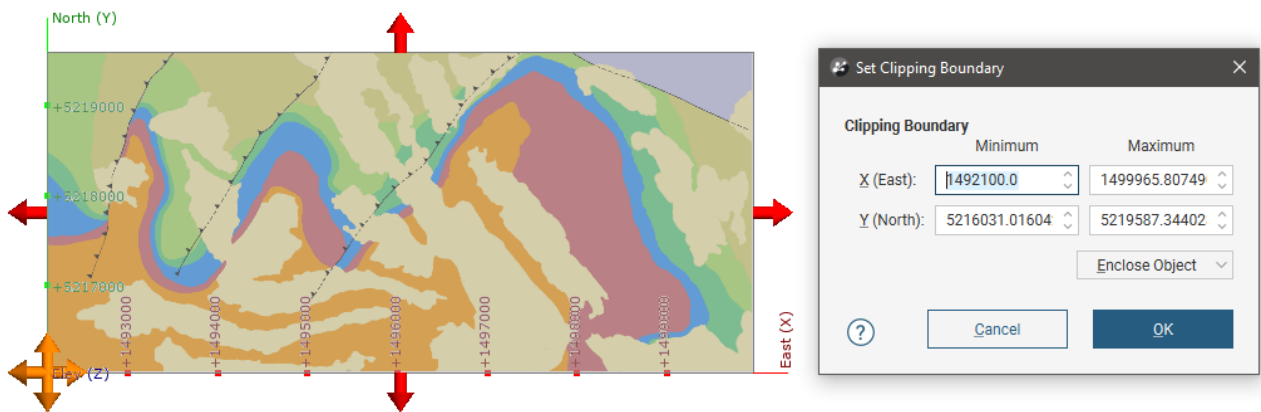 North (Y)
+5219000
+5218000
+5217000
+1493000
+1494000
+1495000
+1496000
+1497000
+1498000
+1499000
East (X)
Elev (Z)
Set Clipping Boundary
Clipping Boundary
Minimum Maximum
X (East): 1492100.0 1499965.80749
Y (North): 5216031.01604 5219587.34402
Enclose Object
? Cancel OK